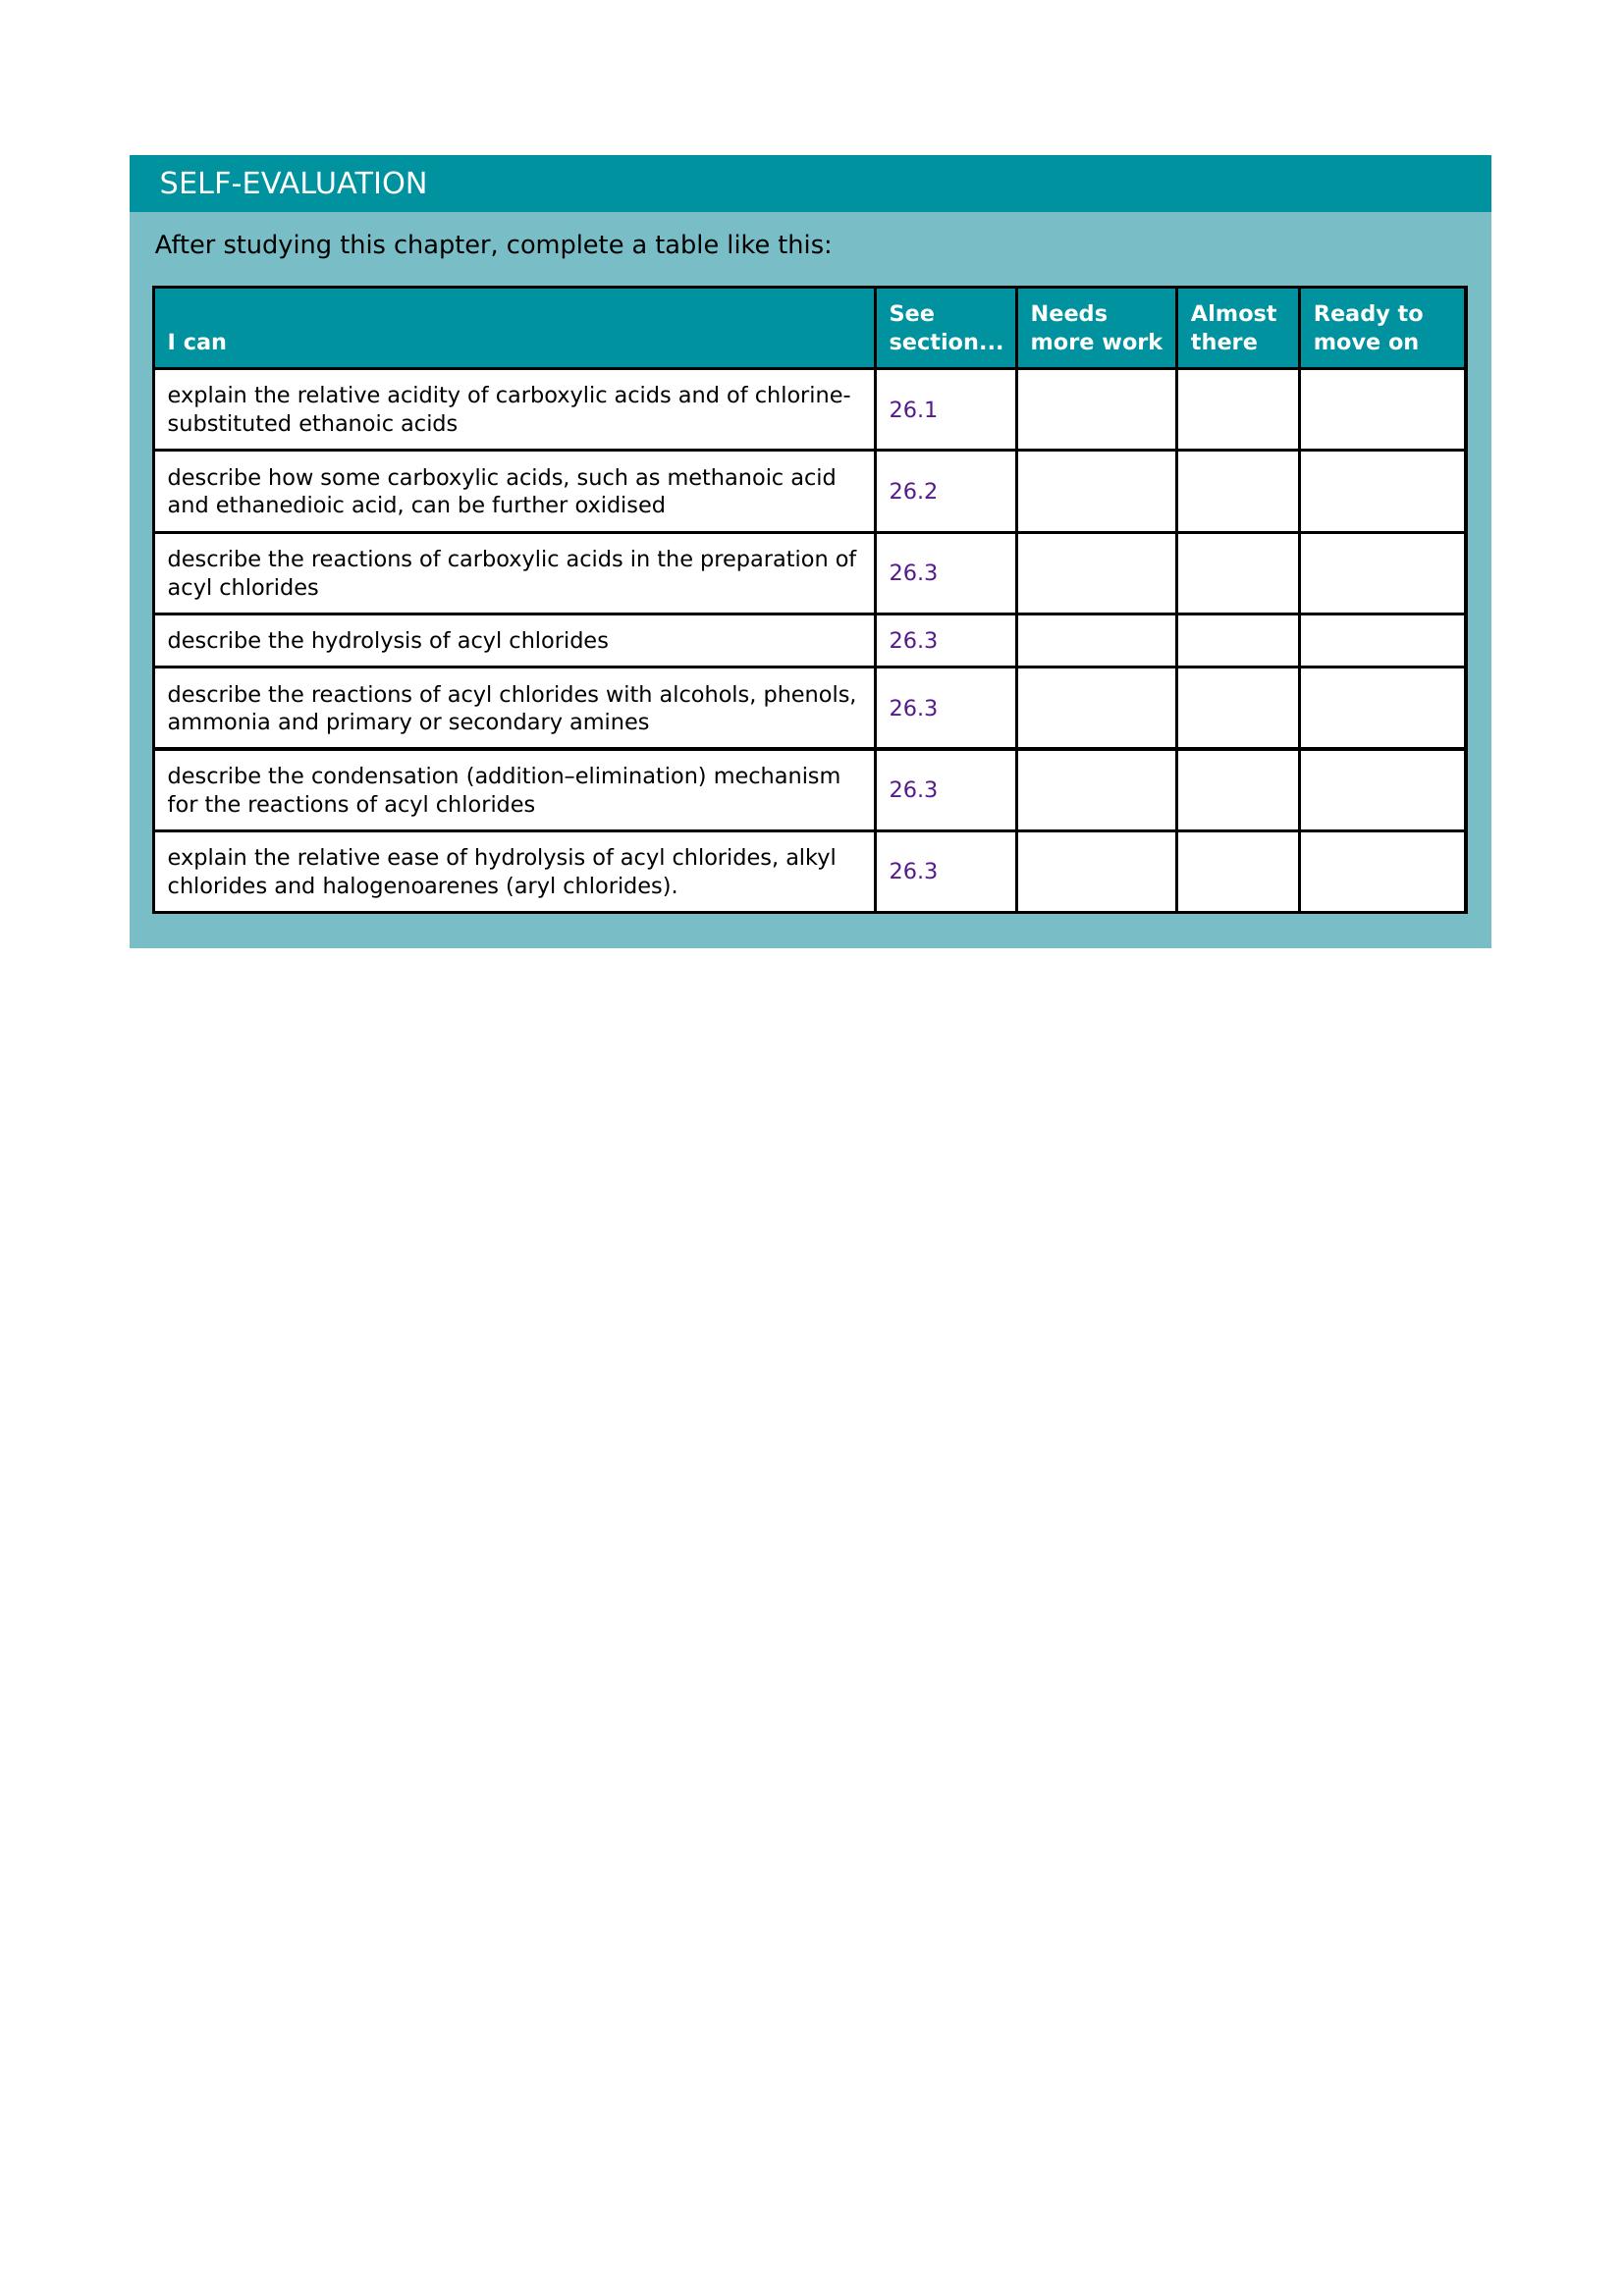 SELF-EVALUATION
After studying this chapter, complete a table like this:
I can
See
section...
Needs
more work
Almost
there
Ready to
move on
explain the relative acidity of carboxylic acids and of chlorine-
substituted ethanoic acids
26.1
describe how some carboxylic acids, such as methanoic acid
and ethanedioic acid, can be further oxidised
26.2
describe the reactions of carboxylic acids in the preparation of
acyl chlorides
26.3
describe the hydrolysis of acyl chlorides
26.3
describe the reactions of acyl chlorides with alcohols, phenols,
ammonia and primary or secondary amines
26.3
describe the condensation (addition–elimination) mechanism
for the reactions of acyl chlorides
26.3
explain the relative ease of hydrolysis of acyl chlorides, alkyl
chlorides and halogenoarenes (aryl chlorides).
26.3